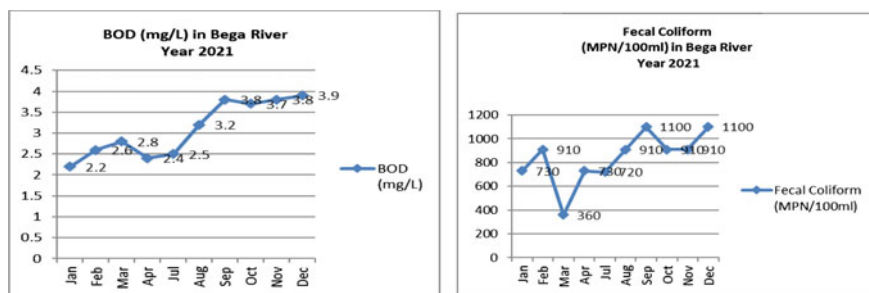 BOD (mg/L) in Bega River
Year 2021
4.5
4
3.5
3
2.5
2
1.5
1
0.5
0
2.2
2.6
2.8
2.4
2.5
3.2
3.8
3.7
3.8
3.9
Jan
Feb
Mar
Apr
Jul
Aug
Sep
Oct
Nov
Dec
BOD
(mg/L)
Fecal Coliform
(MPN/100ml) in Bega River
Year 2021
1200
1000
800
600
400
200
0
730
910
360
730
720
910
1100
910
910
1100
Jan
Feb
Mar
Apr
Jul
Aug
Sep
Oct
Nov
Dec
Fecal Coliform
(MPN/100ml)